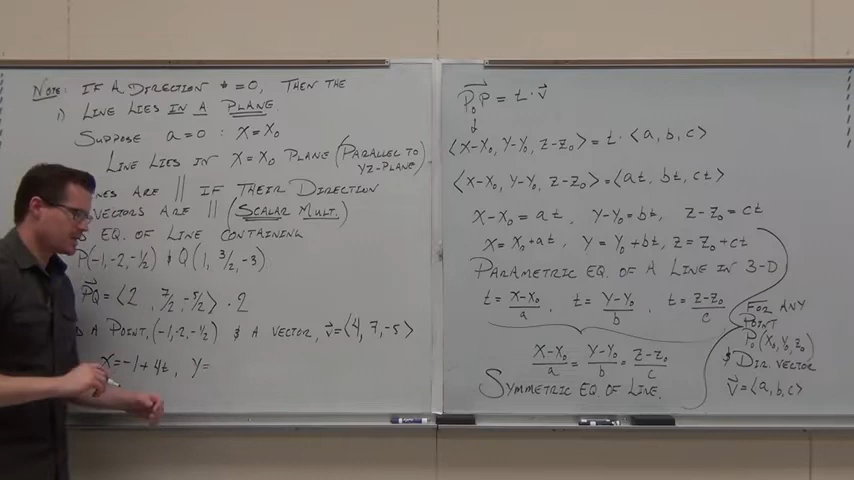 NOTE: IF A DIRECTION ≠ =0, THEN THE
1) LINE LIES IN A PLANE
SUPPOSE a=0 : X=X₀
LINE LIES IN X=X₀ PLANE (PARALLEL TO
YZ-PLANE)
NES ARE ∥ IF THEIR DIRECTION
VECTORS ARE ∥ (SCALAR MULT.)
EQ. OF LINE CONTAINING
P(-1,-2,-1/2) & Q(1, 3/2, -3)
PQ = ⟨2, 7/2, -5/2⟩ · 2
A POINT, (-1,-2,-1/2) & A VECTOR, v⃗=⟨4, 7, -5⟩
X=-1+4t, Y=
P₀P = t · v⃗
⟨X-X₀, Y-Y₀, Z-Z₀⟩ = t · ⟨a, b, c⟩
⟨X-X₀, Y-Y₀, Z-Z₀⟩ = ⟨at, bt, ct⟩
X-X₀ = at, Y-Y₀ = bt, Z-Z₀ = ct
X = X₀+at, Y = Y₀+bt, Z = Z₀+ct
PARAMETRIC EQ. OF A LINE IN 3-D
t = X-X₀/a, t = Y-Y₀/b, t = Z-Z₀/c
X-X₀/a = Y-Y₀/b = Z-Z₀/c
SYMMETRIC EQ. OF LINE.
FOR ANY
POINT
P₀(X₀,Y₀,Z₀)
& DIR. VECTOR
v⃗=⟨a,b,c⟩